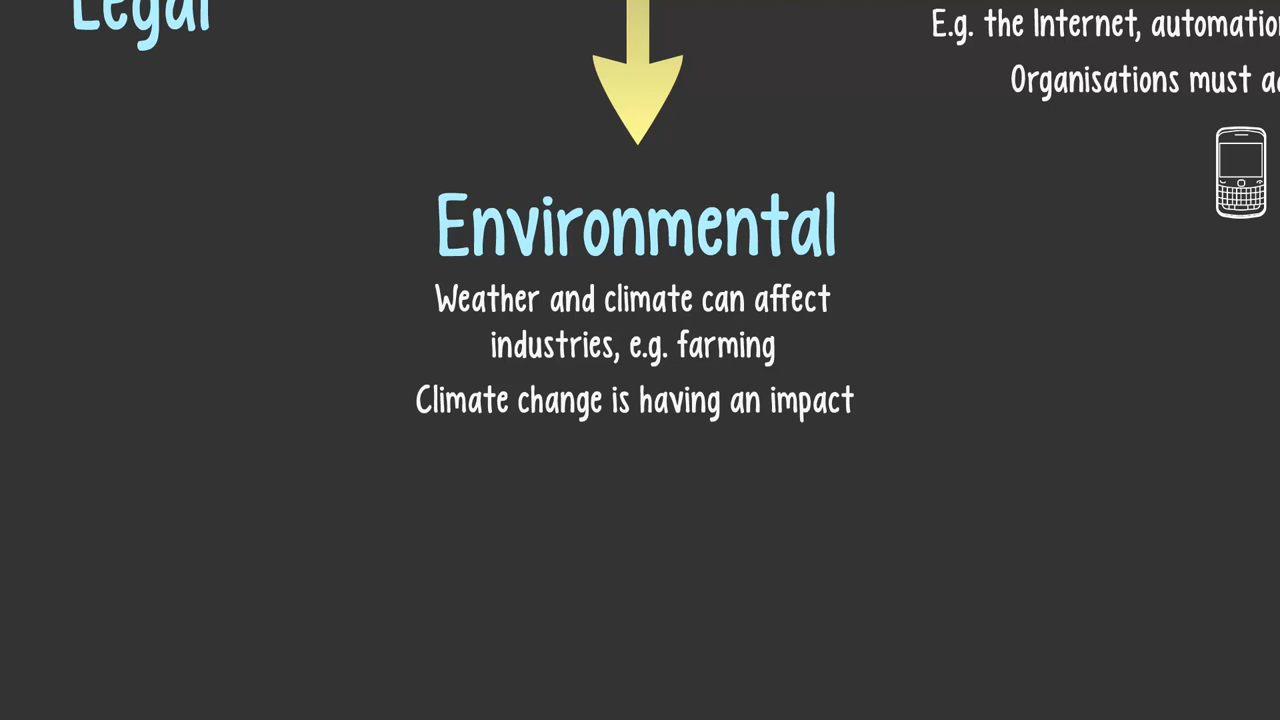 Legal
E.g. the Internet, automation
Organisations must
Environmental
Weather and climate can affect
industries, e.g. farming
Climate change is having an impact